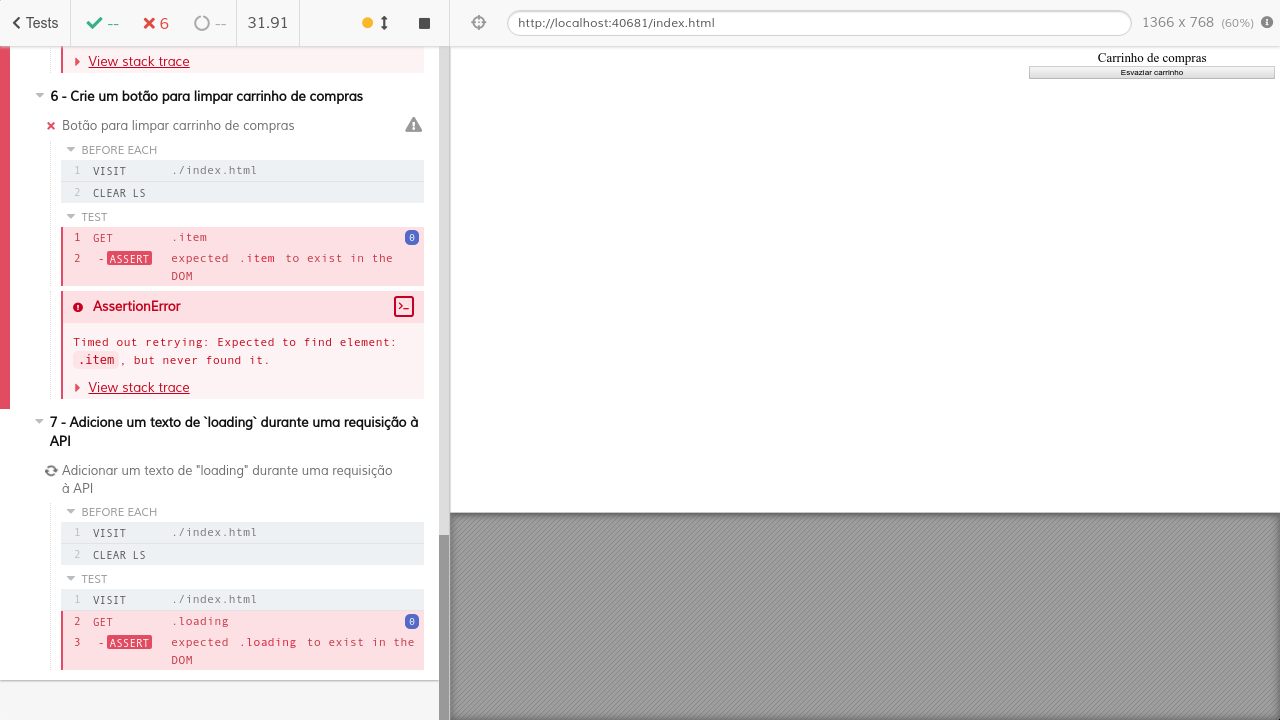 Tests -- 6 -- 31.91
http://localhost:40681/index.html 1366 x 768 (60%)
View stack trace
6 - Crie um botão para limpar carrinho de compras
Botão para limpar carrinho de compras
BEFORE EACH
1 VISIT ./index.html
2 CLEAR LS
TEST
1 GET .item 0
2 -ASSERT expected .item to exist in the
DOM
AssertionError
Timed out retrying: Expected to find element:
.item, but never found it.
View stack trace
7 - Adicione um texto de `loading` durante uma requisição à
API
Adicionar um texto de "loading" durante uma requisição
à API
BEFORE EACH
1 VISIT ./index.html
2 CLEAR LS
TEST
1 VISIT ./index.html
2 GET .loading 0
3 -ASSERT expected .loading to exist in the
DOM
Carrinho de compras
Esvaziar carrinho